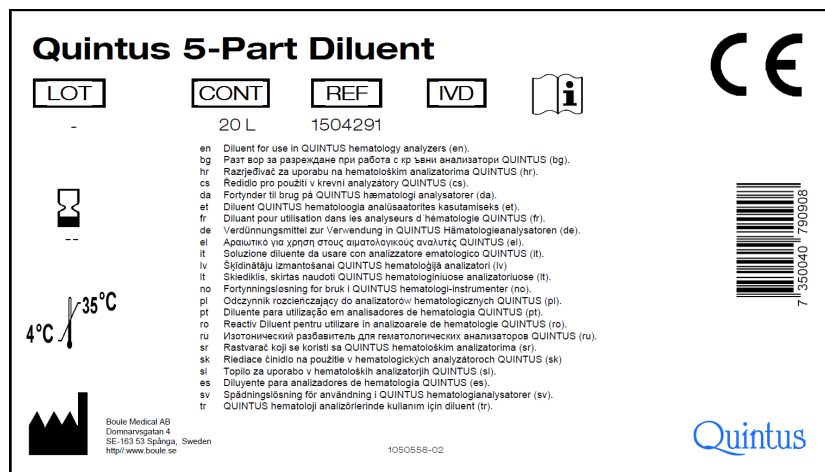 Quintus 5-Part Diluent
CE
LOT CONT REF IVD i
- 20 L 1504291
en Diluent for use in QUINTUS hematology analyzers (en).
bg Разт вор за разреждане при работа с кр ъвни анализатори QUINTUS (bg).
hr Razrjeđivač za uporabu na hematološkim analizatorima QUINTUS (hr).
cs Ředidlo pro použití v krevní analyzátory QUINTUS (cs).
da Fortynder til brug på QUINTUS hæmatologi analysatorer (da).
et Diluent QUINTUS hematoloogia analüsaatorites kasutamiseks (et).
fr Diluant pour utilisation dans les analyseurs d´hématologie QUINTUS (fr).
de Verdünnungsmittel zur Verwendung in QUINTUS Hämatologieanalysatoren (de).
el Αραιωτικό για χρηση στους αιματολογικούς αναλυτές QUINTUS (el).
it Soluzione diluente da usare con analizzatore ematologico QUINTUS (it).
lv Šķīdinātāju izmantošanai QUINTUS hematoloģijā analizatori (lv)
lt Skiediklis, skirtas naudoti QUINTUS hematologiniuose analizatoriuose (lt).
no Fortynningsløsning for bruk i QUINTUS hematologi-instrumenter (no).
pl Odczynnik rozcieńczający do analizatorów hematologicznych QUINTUS (pl).
pt Diluente para utilização em analisadores de hematologia QUINTUS (pt).
ro Reactiv Diluent pentru utilizare in analizoarele de hematologie QUINTUS (ro).
ru Изотонический разбавитель для гематологических анализаторов QUINTUS (ru).
sr Rastvarač koji se koristi sa QUINTUS hematološkim analizatorima (sr).
sk Riediace činidlo na použitie v hematologických analyzátoroch QUINTUS (sk)
sl Topilo za uporabo v hematoloških analizatorjih QUINTUS (sl)
es Diluyente para analizadores de hematología QUINTUS (es).
sv Spädningslösning för användning i QUINTUS hematologianalysatorer (sv).
tr QUINTUS hematoloji analizörlerinde kullanım için diluent (tr).
--
35°C
4°C
7 350040 790908
Boule Medical AB
Domnarvsgatan 4
SE-163 53 Spånga, Sweden
http//:www.boule.se
1050558-02
Quintus